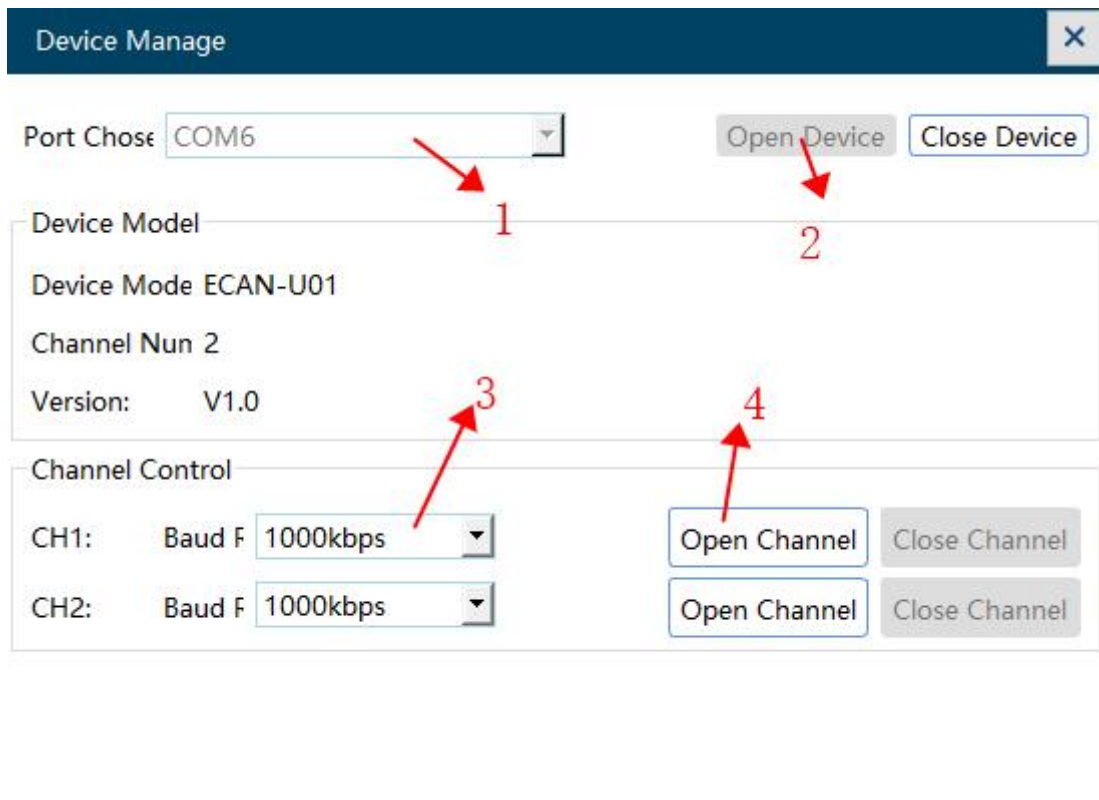 Device Manage
Port Chose COM6 Open Device Close Device
1
2
Device Model
Device Mode ECAN-U01
Channel Nun 2
Version: V1.0
3
4
Channel Control
CH1: Baud F 1000kbps Open Channel Close Channel
CH2: Baud F 1000kbps Open Channel Close Channel